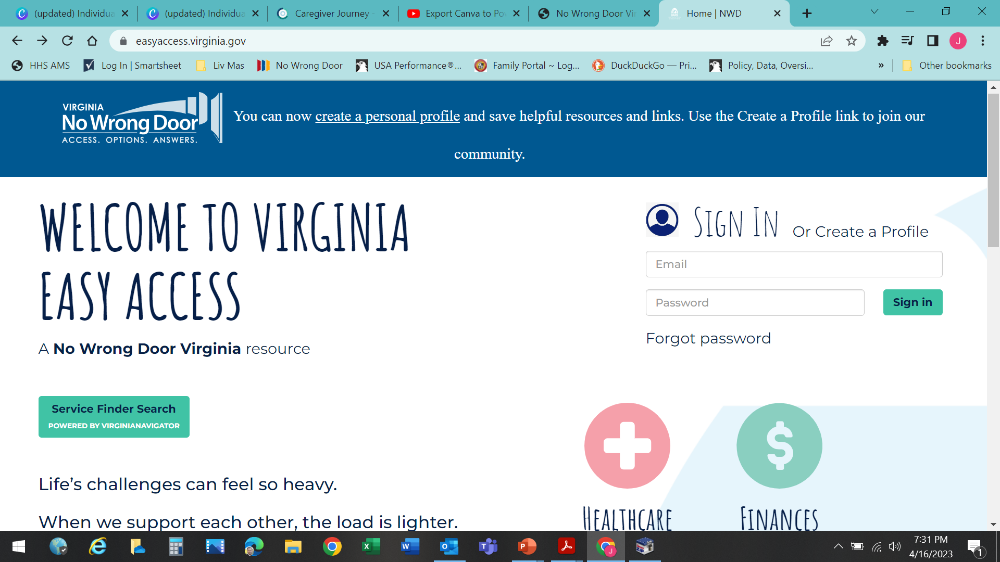 (updated) Individua
(updated) Individua
Caregiver Journey -
Export Canva to Po
No Wrong Door Vir
Home | NWD
easyaccess.virginia.gov
J
HHS AMS
Log In | Smartsheet
Liv Mas
No Wrong Door
USA Performance®...
Family Portal ~ Log...
DuckDuckGo — Pri...
Policy, Data, Oversi...
»
Other bookmarks
VIRGINIA
No Wrong Door
ACCESS. OPTIONS. ANSWERS.
You can now create a personal profile and save helpful resources and links. Use the Create a Profile link to join our
community.
WELCOME TO VIRGINIA
EASY ACCESS
A No Wrong Door Virginia resource
SIGN IN Or Create a Profile
Email
Password
Sign in
Forgot password
Service Finder Search
POWERED BY VIRGINIANAVIGATOR
Life’s challenges can feel so heavy.
When we support each other, the load is lighter.
$
HEALTHCARE
FINANCES
7:31 PM
4/16/2023
1